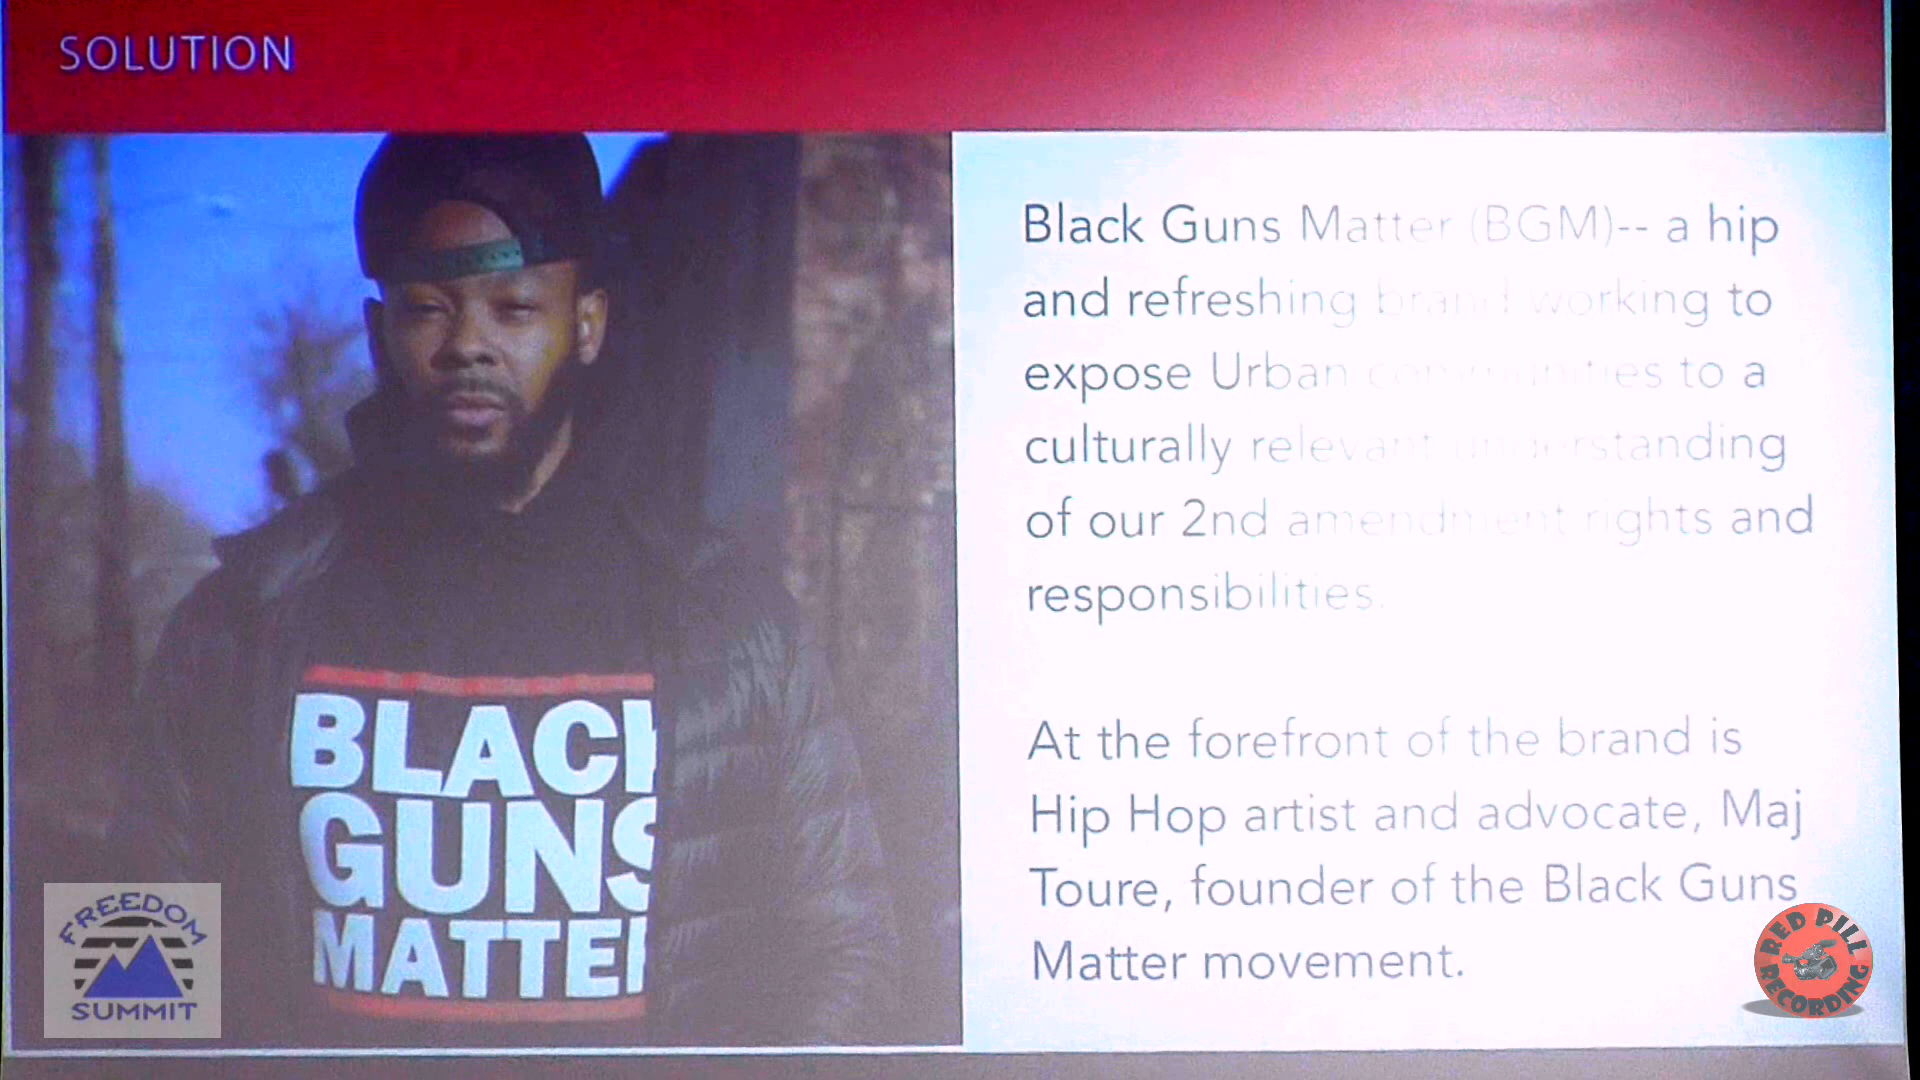 SOLUTION
Black Guns Matter (BGM)-- a hip
and refreshing brand working to
expose Urban communities to a
culturally relevant understanding
of our 2nd amendment rights and
responsibilities.
At the forefront of the brand is
Hip Hop artist and advocate, Maj
Toure, founder of the Black Guns
Matter movement.
BLACK
GUNS
MATTER
FREEDOM
SUMMIT
RED PILL
RECORDING